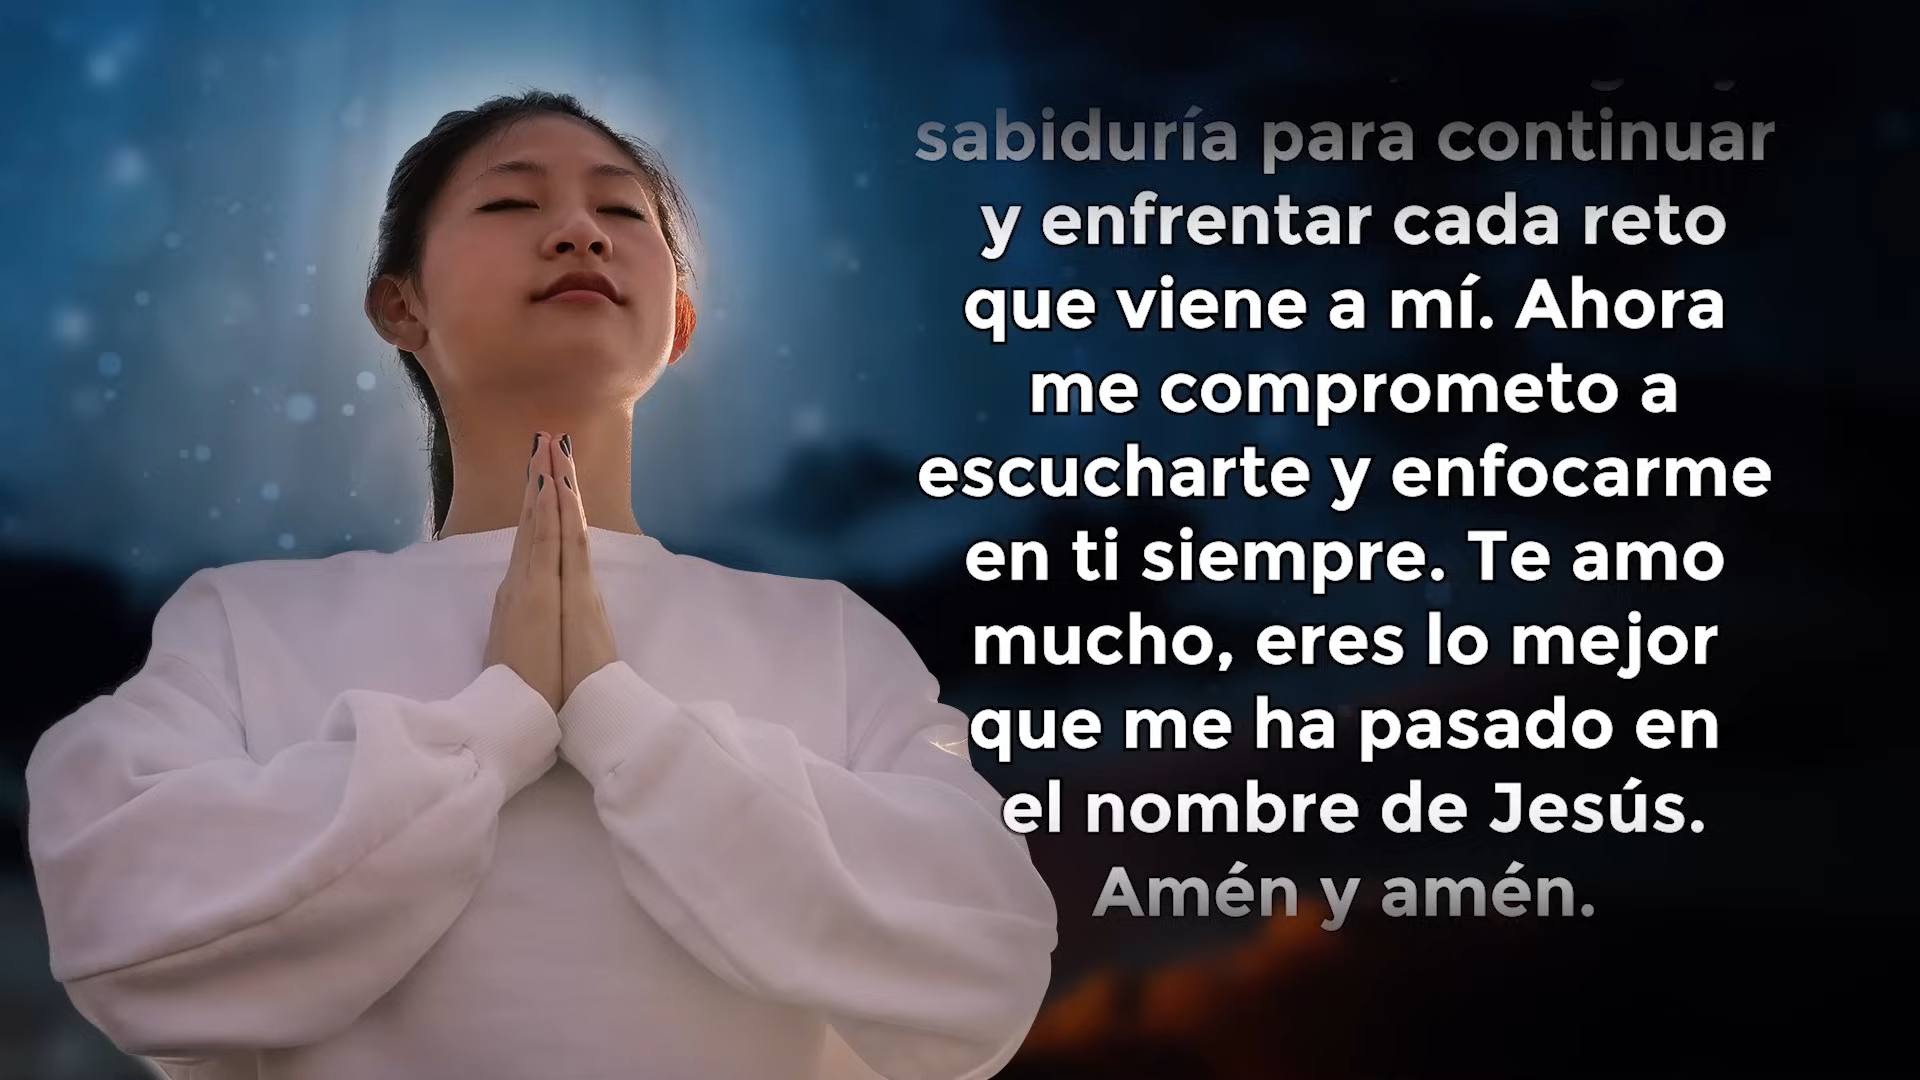 sabiduría para continuar
y enfrentar cada reto
que viene a mí. Ahora
me comprometo a
escucharte y enfocarme
en ti siempre. Te amo
mucho, eres lo mejor
que me ha pasado en
el nombre de Jesús.
Amén y amén.